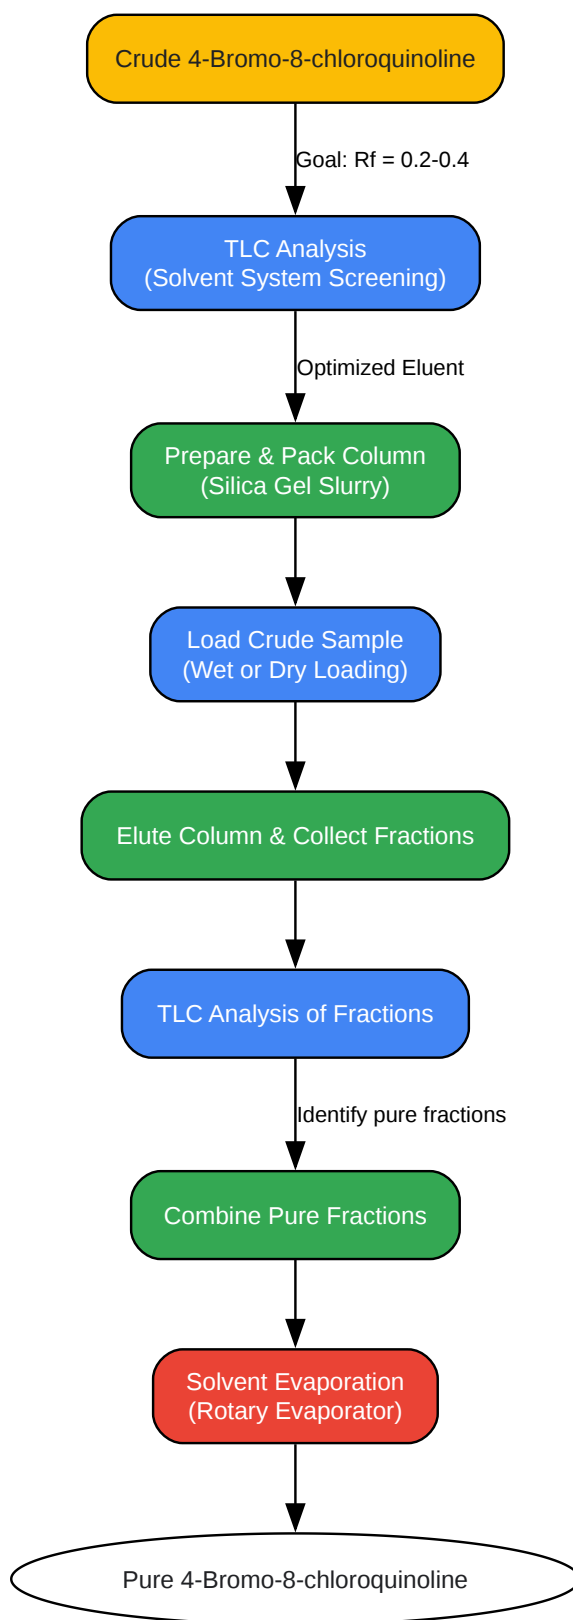 Crude 4-Bromo-8-chloroquinoline
Goal: Rf = 0.2-0.4
TLC Analysis
(Solvent System Screening)
Optimized Eluent
Prepare & Pack Column
(Silica Gel Slurry)
Load Crude Sample
(Wet or Dry Loading)
Elute Column & Collect Fractions
TLC Analysis of Fractions
Identify pure fractions
Combine Pure Fractions
Solvent Evaporation
(Rotary Evaporator)
Pure 4-Bromo-8-chloroquinoline